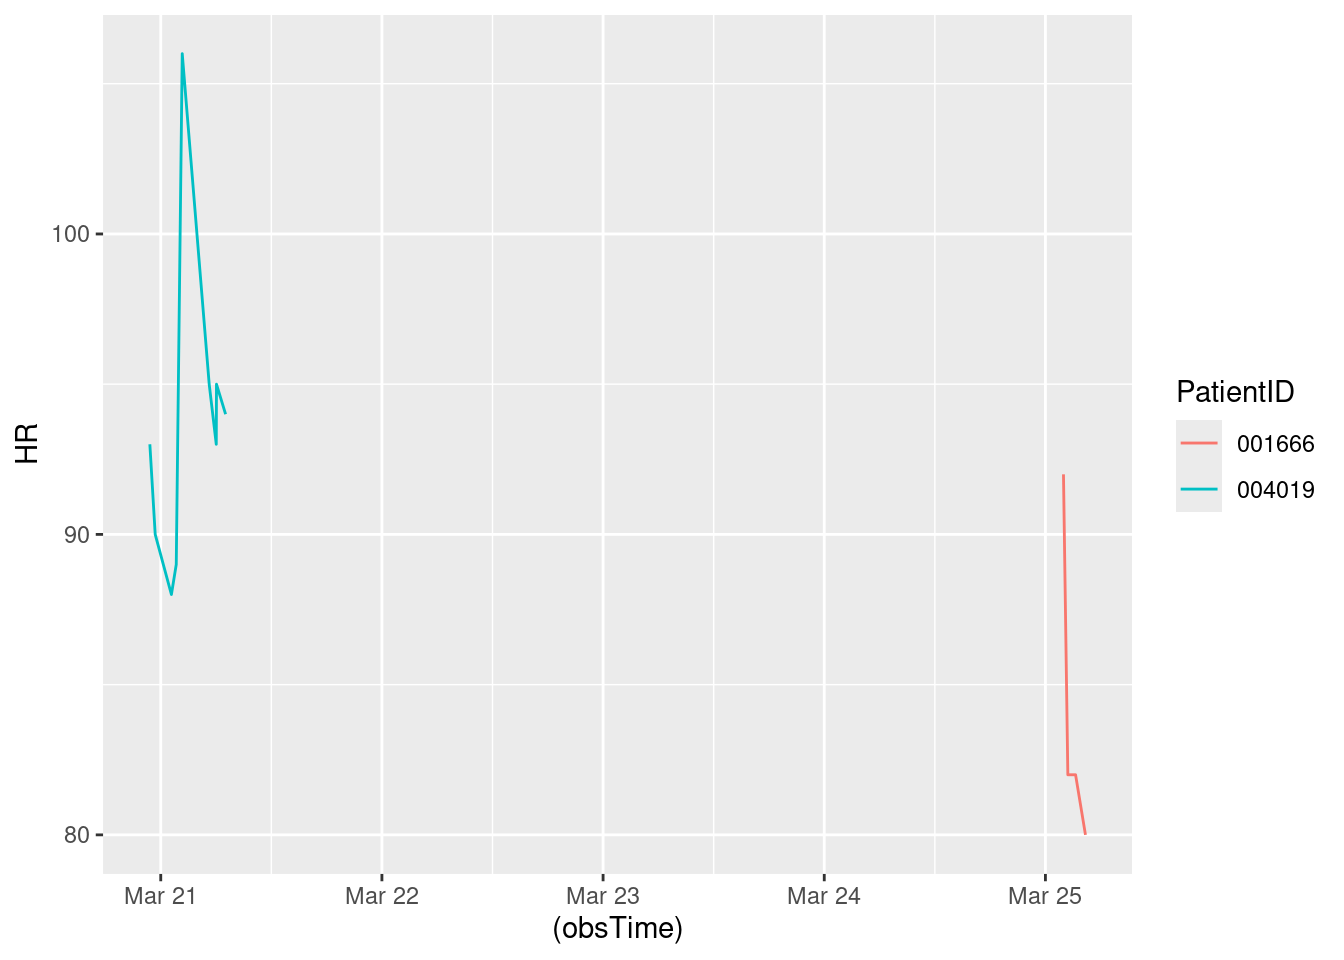 HR
100
90
80
Mar 21
Mar 22
Mar 23
Mar 24
Mar 25
(obsTime)
PatientID
001666
004019